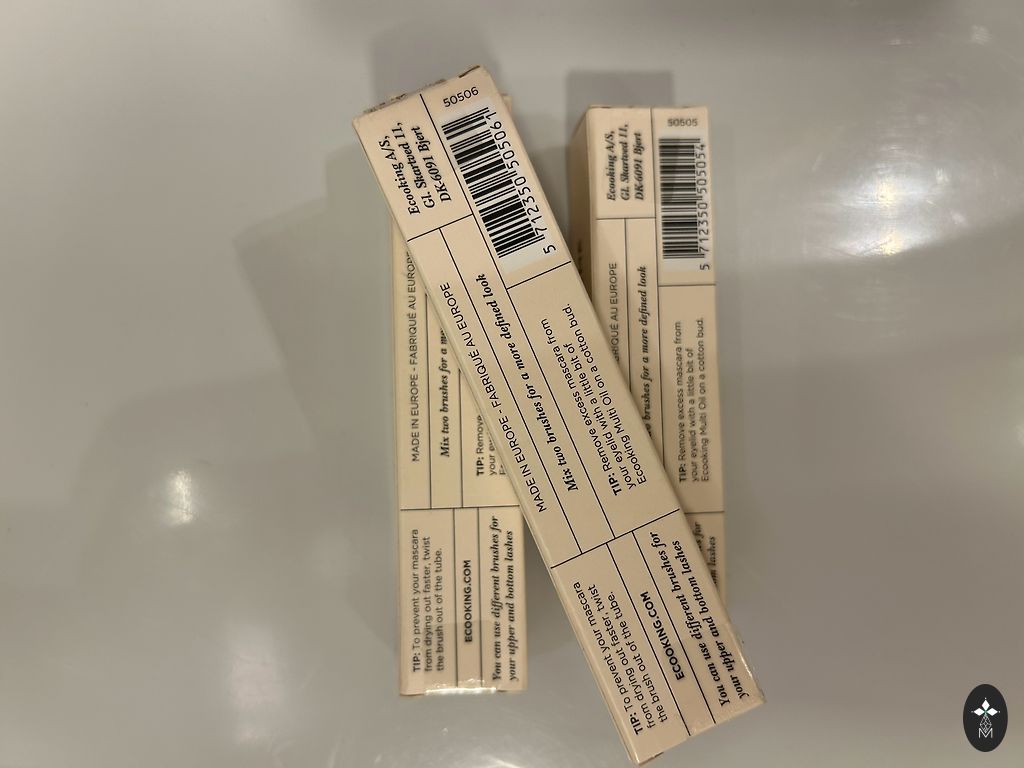 50506
Ecooking A/S,
Gl. Skartved 11,
DK-6091 Bjert
5 712350 505061
MADE IN EUROPE - FABRIQUÉ AU EUROPE
Mix two brushes for a more defined look
TIP: Remove excess mascara from
your eyelid with a little bit of
Ecooking Multi Oil on a cotton bud.
TIP: To prevent your mascara
from drying out faster, twist
the brush out of the tube.
ECOOKING.COM
You can use different brushes for
your upper and bottom lashes
50505
Ecooking A/S,
Gl. Skartved 11,
DK-6091 Bjert
5 712350 505054
AU EUROPE
brushes for a more defined look
TIP: Remove excess mascara from
your eyelid with a little bit of
Ecooking Multi Oil on a cotton bud.
for
lashes
MADE IN EUROPE - FABRIQUÉ AU EUROPE
Mix two brushes for a
TIP: Remove
your
TIP: To prevent your mascara
from drying out faster, twist
the brush out of the tube.
ECOOKING.COM
You can use different brushes for
your upper and bottom lashes